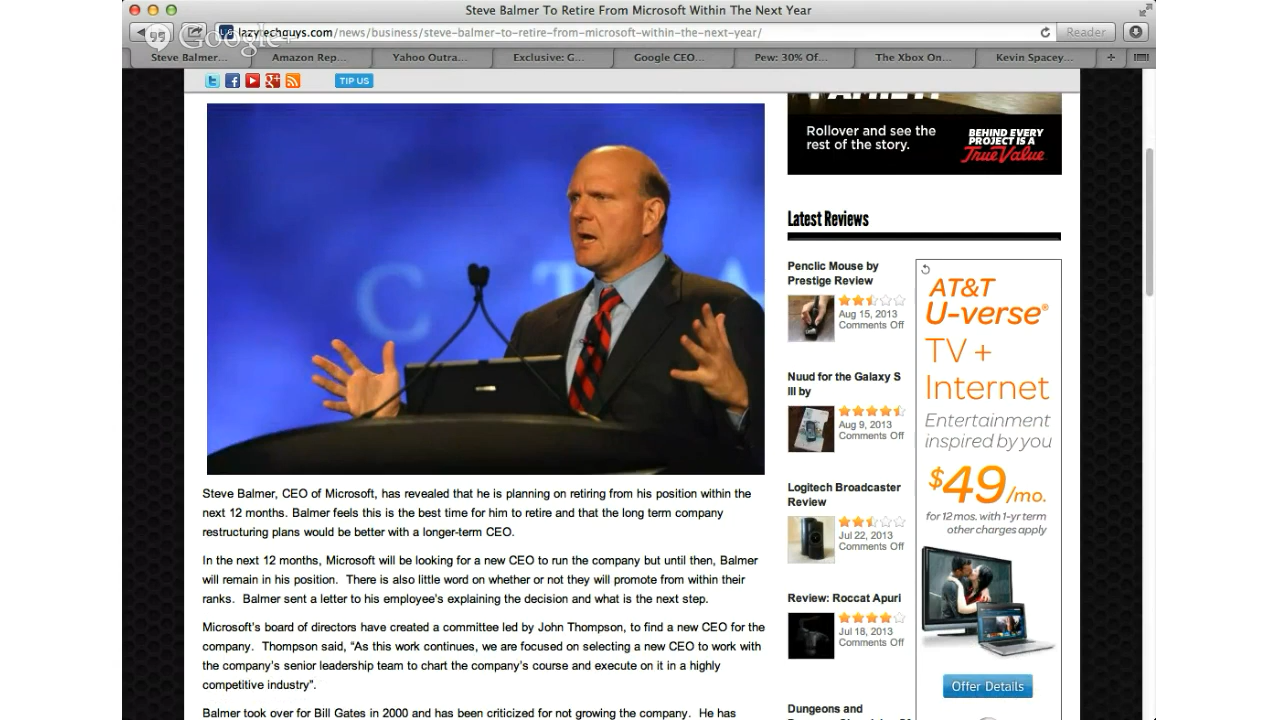 Steve Balmer To Retire From Microsoft Within The Next Year
Google+
lazytechguys.com/news/business/steve-balmer-to-retire-from-microsoft-within-the-next-year/
Reader
Steve Balmer...
Amazon Rep...
Yahoo Outra...
Exclusive: G...
Google CEO...
Pew: 30% Of...
The Xbox On...
Kevin Spacey...
TIP US
Rollover and see the
rest of the story.
BEHIND EVERY
PROJECT IS A
True Value
C T A
Steve Balmer, CEO of Microsoft, has revealed that he is planning on retiring from his position within the
next 12 months. Balmer feels this is the best time for him to retire and that the long term company
restructuring plans would be better with a longer-term CEO.
In the next 12 months, Microsoft will be looking for a new CEO to run the company but until then, Balmer
will remain in his position.  There is also little word on whether or not they will promote from within their
ranks.  Balmer sent a letter to his employee's explaining the decision and what is the next step.
Microsoft's board of directors have created a committee led by John Thompson, to find a new CEO for the
company.  Thompson said, "As this work continues, we are focused on selecting a new CEO to work with
the company's senior leadership team to chart the company's course and execute on it in a highly
competitive industry".
Balmer took over for Bill Gates in 2000 and has been criticized for not growing the company.  He has
Latest Reviews
Penclic Mouse by
Prestige Review
Aug 15, 2013
Comments Off
Nuud for the Galaxy S
III by
Aug 9, 2013
Comments Off
Logitech Broadcaster
Review
Jul 22, 2013
Comments Off
Review: Roccat Apuri
Jul 18, 2013
Comments Off
Dungeons and
AT&T
U-verse®
TV +
Internet
Entertainment
inspired by you
$49/mo.
for 12 mos. with 1-yr term
other charges apply
Offer Details